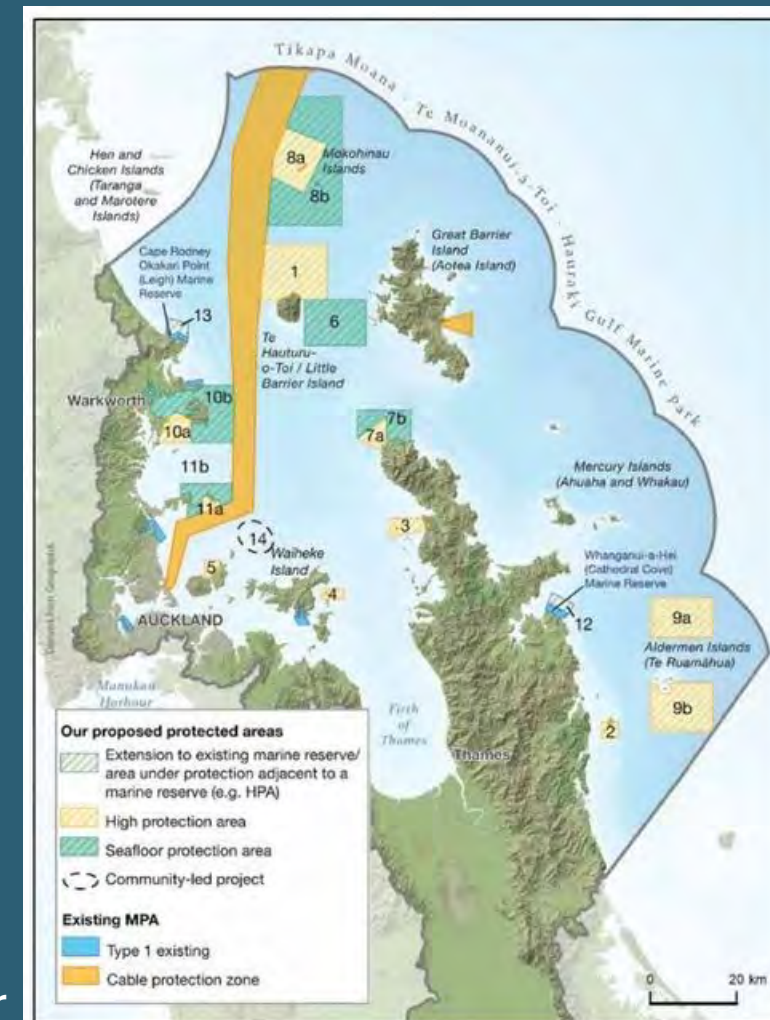 Tikapa Moana · Te Moananui-ā-Toi · Hauraki Gulf Marine park
Hen and
Chicken Islands
(Taranga
and Marotere
Islands)
8a
Mokohinau
Islands
8b
Great Barrier
Island
(Aotea Island)
Cape Rodney
Okakari Point
(Leigh) Marine
Reserve
13
1
6
Te
Hauturu-
o-Toi / Little
Barrier Island
Warkworth
10b
10a
7b
7a
11b
Mercury Islands
(Ahuaha and Whakau)
11a
14
3
Waiheke
Island
Whanganui-a-Hei
(Cathedral Cove)
Marine Reserve
5
4
AUCKLAND
12
9a
Aldermen Islands
(Te Ruamāhua)
Manukau
Harbour
9b
2
Firth
of
Thames
Thames
Our proposed protected areas
Extension to existing marine reserve/
area under protection adjacent to a
marine reserve (e.g. HPA)
High protection area
Seafloor protection area
Community-led project
Existing MPA
Type 1 existing
Cable protection zone
0 20 km
r